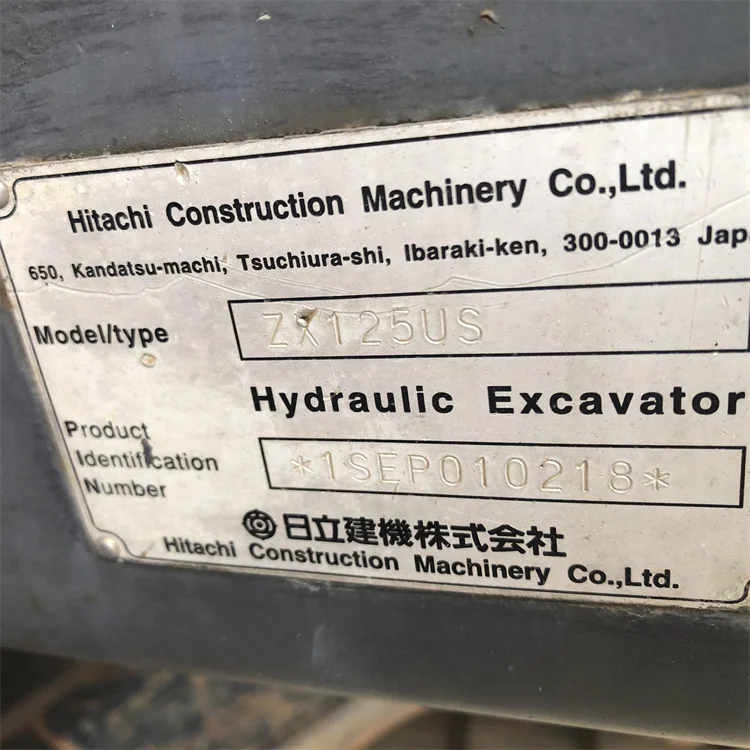 Hitachi Construction Machinery Co.,Ltd.
650, Kandatsu-machi, Tsuchiura-shi, Ibaraki-ken, 300-0013 Jap
Model/type ZX125US
Hydraulic Excavator
Product
Identification
Number
*1SEP010218*
日立建機株式会社
Hitachi Construction Machinery Co.,Ltd.